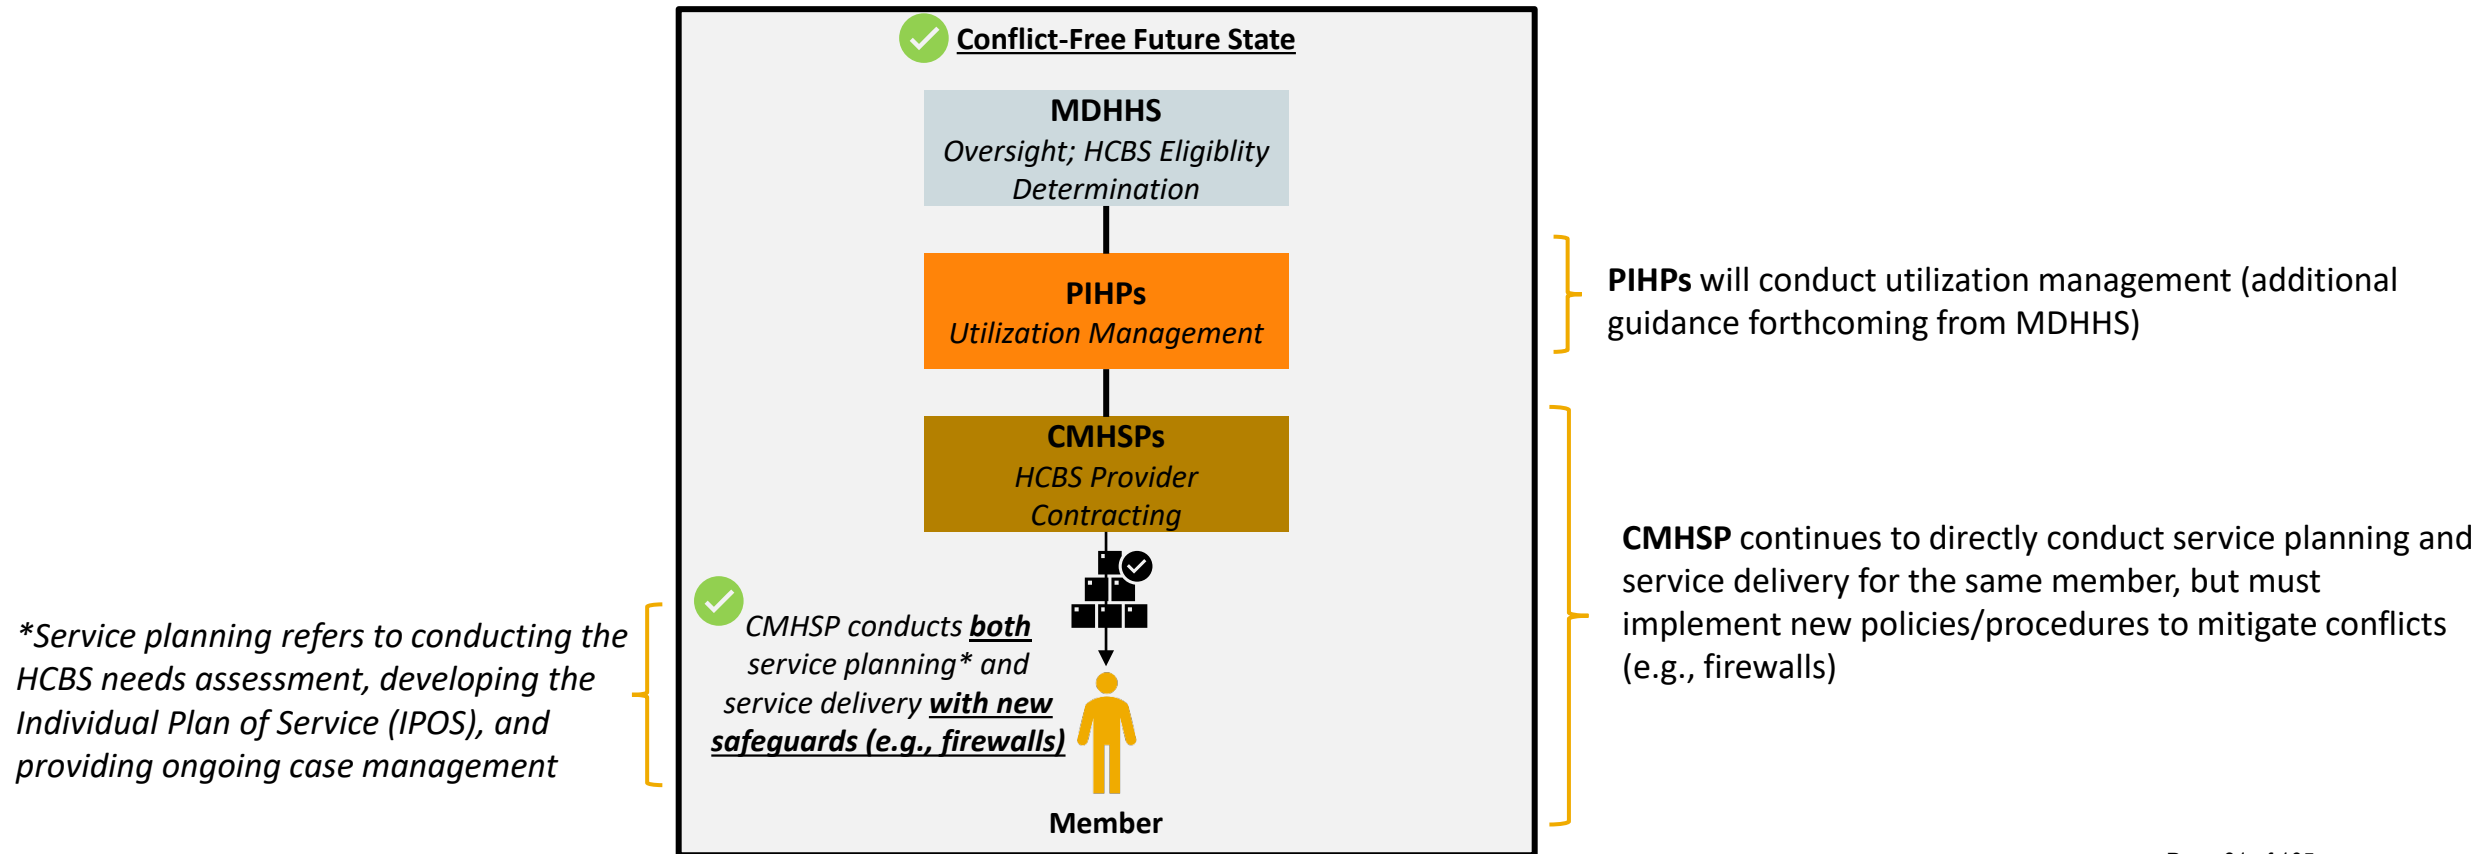 Conflict-Free Future State
MDHHS
Oversight; HCBS Eligiblity
Determination
PIHPs
Utilization Management
CMHSPs
HCBS Provider
Contracting
CMHSP conducts both
service planning* and
service delivery with new
safeguards (e.g., firewalls)
Member
*Service planning refers to conducting the
HCBS needs assessment, developing the
Individual Plan of Service (IPOS), and
providing ongoing case management
PIHPs will conduct utilization management (additional
guidance forthcoming from MDHHS)
CMHSP continues to directly conduct service planning and
service delivery for the same member, but must
implement new policies/procedures to mitigate conflicts
(e.g., firewalls)